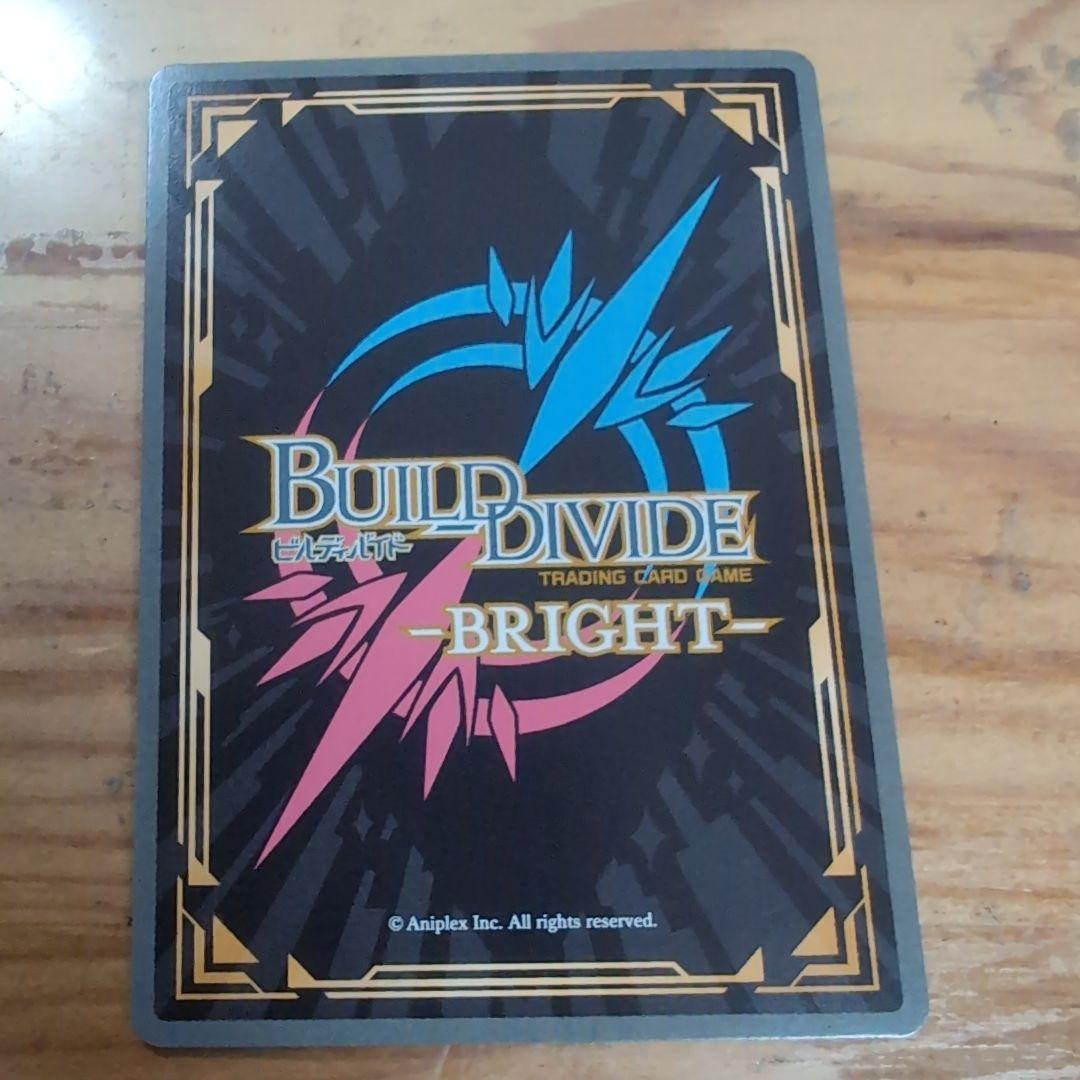 BUILD DIVIDE
ビルディバイド
TRADING CARD GAME
-BRIGHT-
© Aniplex Inc. All rights reserved.